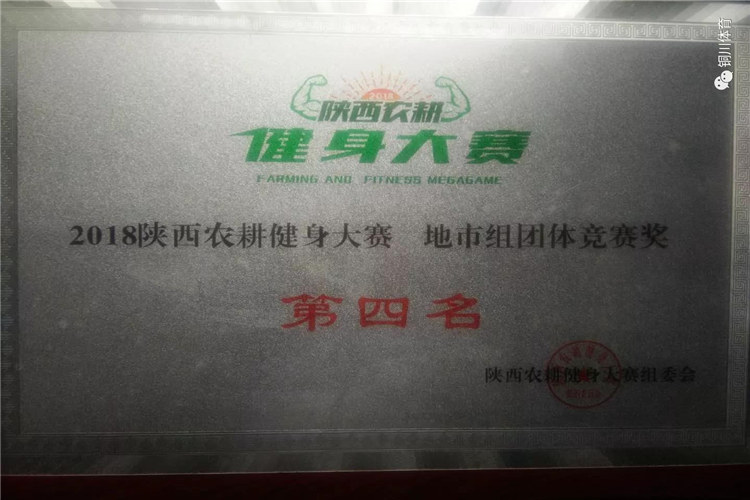 2018
陕西农耕
健身大赛
FARMING AND FITNESS MEGAGAME
2018陕西农耕健身大赛 地市组团体竞赛奖
第四名
陕西农耕健身大赛组委会
铜川体育